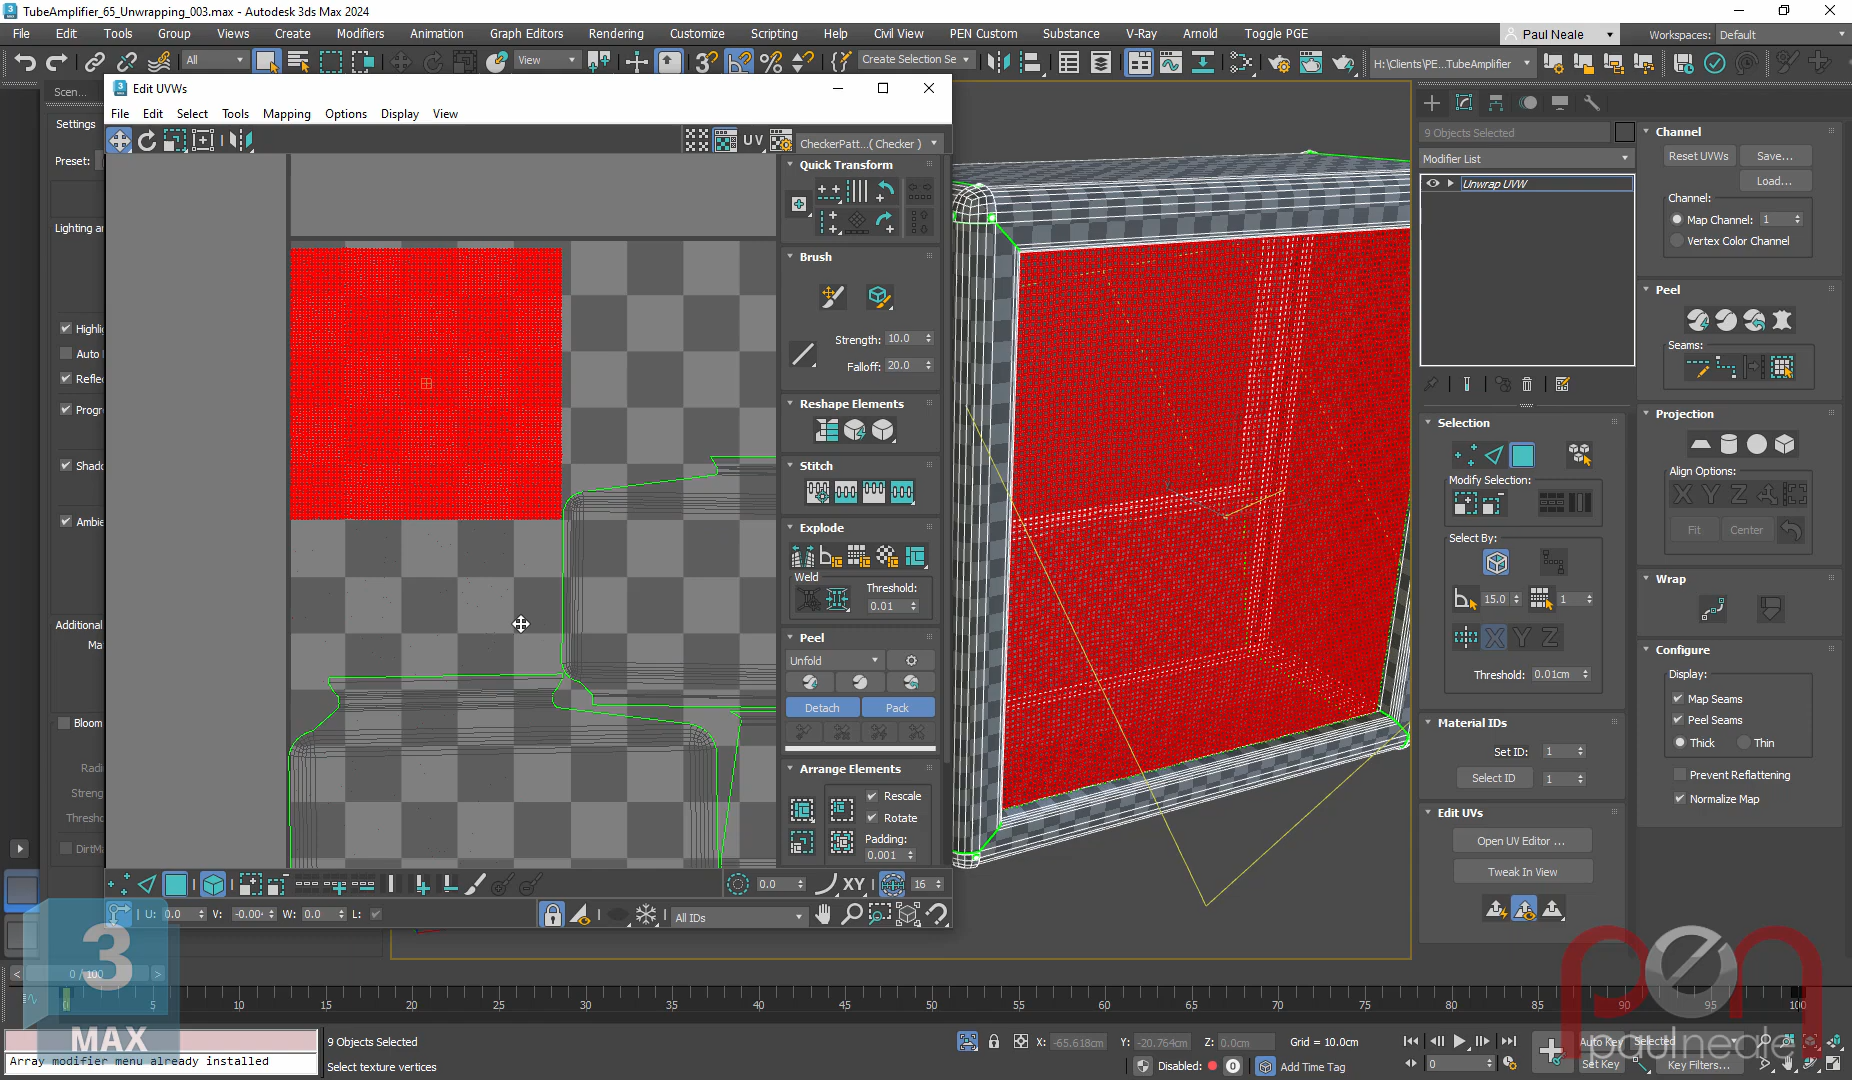 TubeAmplifier_65_Unwrapping_003.max - Autodesk 3ds Max 2024
File Edit Tools Group Views Create Modifiers Animation Graph Editors Rendering Customize Scripting Help Civil View PEN Custom Substance V-Ray Arnold Toggle PGE
Paul Neale
Workspaces: Default
All
View
Create Selection Se
H:\Clients\PE...TubeAmplifier
Scen...
Settings
Preset:
Lighting an
Highli
Auto
Refle
Progr
Shado
Ambie
Additional
Ma
Bloom
Radi
Streng
Thresho
DirtM
Edit UVWs
File Edit Select Tools Mapping Options Display View
UV
CheckerPatt...( Checker )
Quick Transform
Brush
Strength: 10.0
Falloff: 20.0
Reshape Elements
Stitch
Explode
Weld
Threshold:
0.01
Peel
Unfold
Detach Pack
Arrange Elements
Rescale
Rotate
Padding:
0.001
0.0 XY 16
U: 0.0 V: -0.00 W: 0.0 L:
All IDs
9 Objects Selected
Modifier List
Unwrap UVW
Selection
Modify Selection:
Select By:
15.0 1
X Y Z
Threshold: 0.01cm
Material IDs
Set ID: 1
Select ID 1
Edit UVs
Open UV Editor ...
Tweak In View
Channel
Reset UVWs Save...
Load...
Channel:
Map Channel: 1
Vertex Color Channel
Peel
Seams:
Projection
Align Options:
X Y Z
Fit Center
Wrap
Configure
Display:
Map Seams
Peel Seams
Thick Thin
Prevent Reflattening
Normalize Map
0 / 100
0 5 10 15 20 25 30 35 40 45 50 55 60 65 70 75 80 85 90 95 100
3
MAX
Array modifier menu already installed
9 Objects Selected
Select texture vertices
X: -65.618cm Y: -20.764cm Z: 0.0cm Grid = 10.0cm
Disabled: 0 Add Time Tag
0
Auto Key Selected
Set Key Key Filters...
pen
paulneale